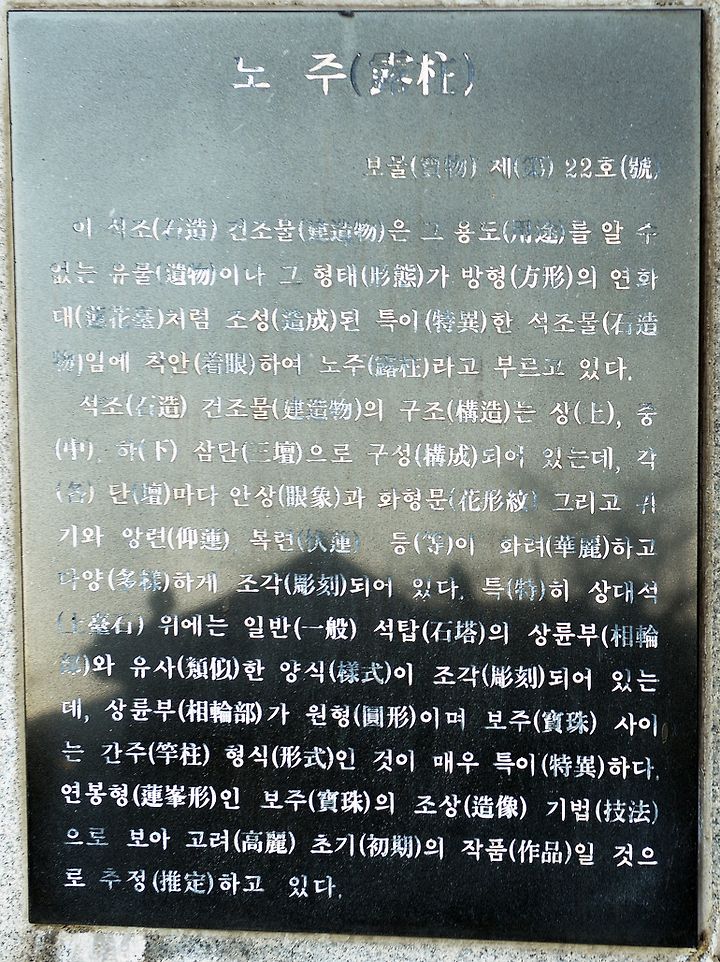 노 주(露柱)
보물(寶物) 제(第) 22호(號)
이 석조(石造) 건조물(建造物)은 그 용도(用途)를 알 수
없는 유물(遺物)이나 그 형태(形態)가 방형(方形)의 연화
대(蓮花臺)처럼 조성(造成)된 특이(特異)한 석조물(石造
物)임에 착안(着眼)하여 노주(露柱)라고 부르고 있다.
석조(石造) 건조물(建造物)의 구조(構造)는 상(上), 중
(中), 하(下) 삼단(三壇)으로 구성(構成)되어 있는데, 각
(各) 단(壇)마다 안상(眼象)과 화형문(花形紋) 그리고 귀
기와 앙련(仰蓮), 복련(伏蓮) 등(等)이 화려(華麗)하고
다양(多樣)하게 조각(彫刻)되어 있다. 특(特)히 상대석
(上臺石) 위에는 일반(一般) 석탑(石塔)의 상륜부(相輪
部)와 유사(類似)한 양식(樣式)이 조각(彫刻)되어 있는
데, 상륜부(相輪部)가 원형(圓形)이며 보주(寶珠) 사이
는 간주(竿柱) 형식(形式)인 것이 매우 특이(特異)하다.
연봉형(蓮峯形)인 보주(寶珠)의 조상(造像) 기법(技法)
으로 보아 고려(高麗) 초기(初期)의 작품(作品)일 것으
로 추정(推定)하고 있다.